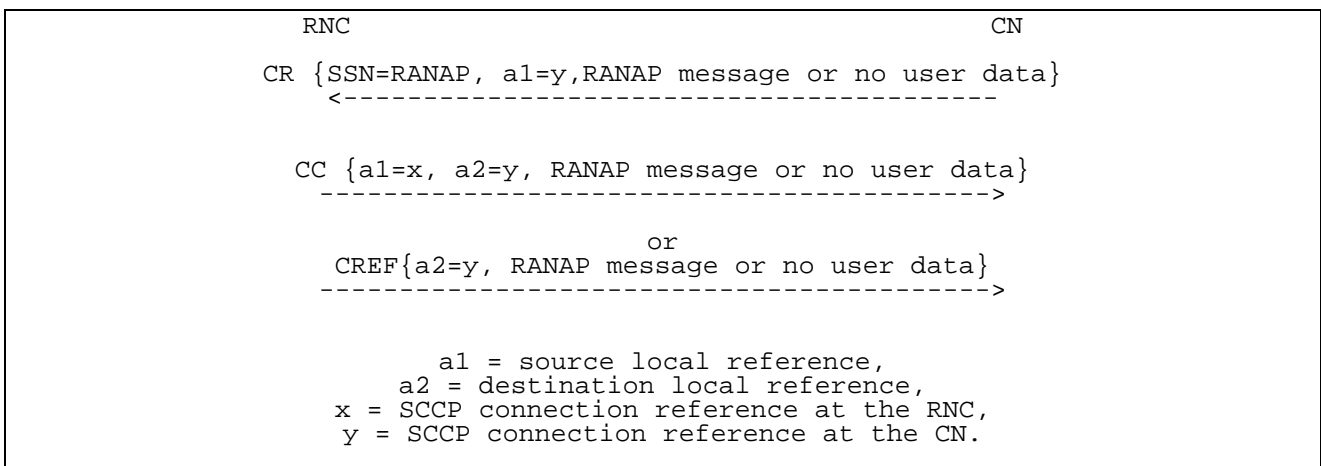 RNC CN
CR {SSN=RANAP, a1=y,RANAP message or no user data}
<-----------------------------------------
CC {a1=x, a2=y, RANAP message or no user data}
------------------------------------------>
or
CREF{a2=y, RANAP message or no user data}
------------------------------------------>
a1 = source local reference,
a2 = destination local reference,
x = SCCP connection reference at the RNC,
y = SCCP connection reference at the CN.